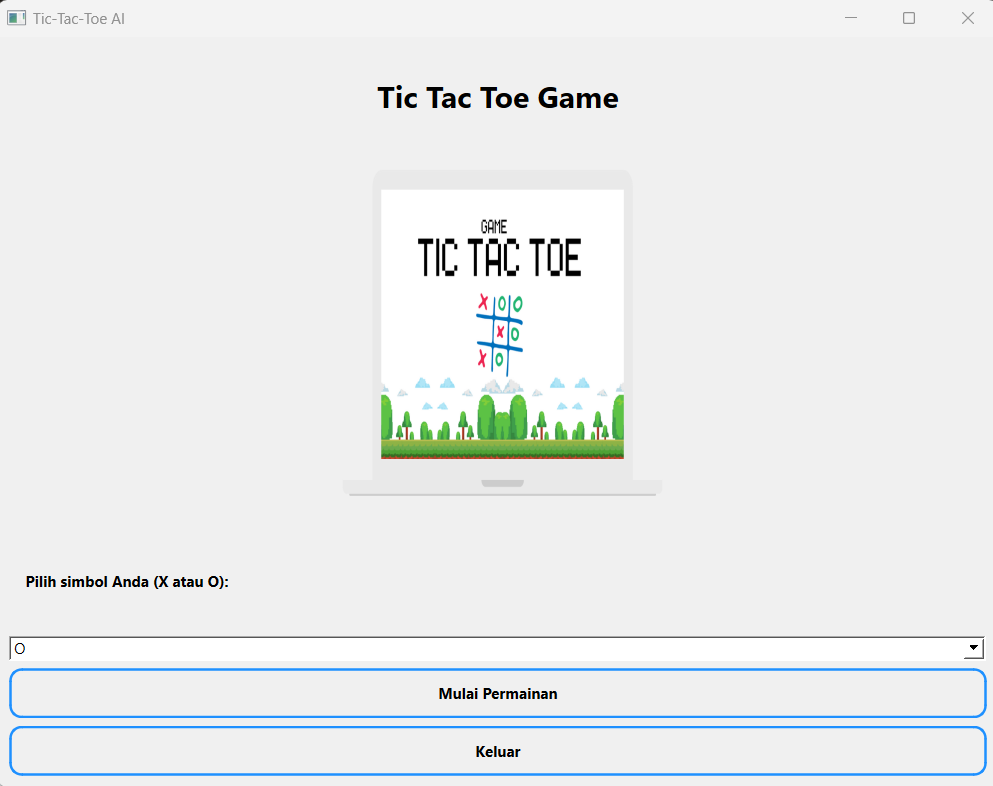 Tic-Tac-Toe AI
Tic Tac Toe Game
GAME
TIC TAC TOE
X O O
X O
X O
Pilih simbol Anda (X atau O):
O
Mulai Permainan
Keluar